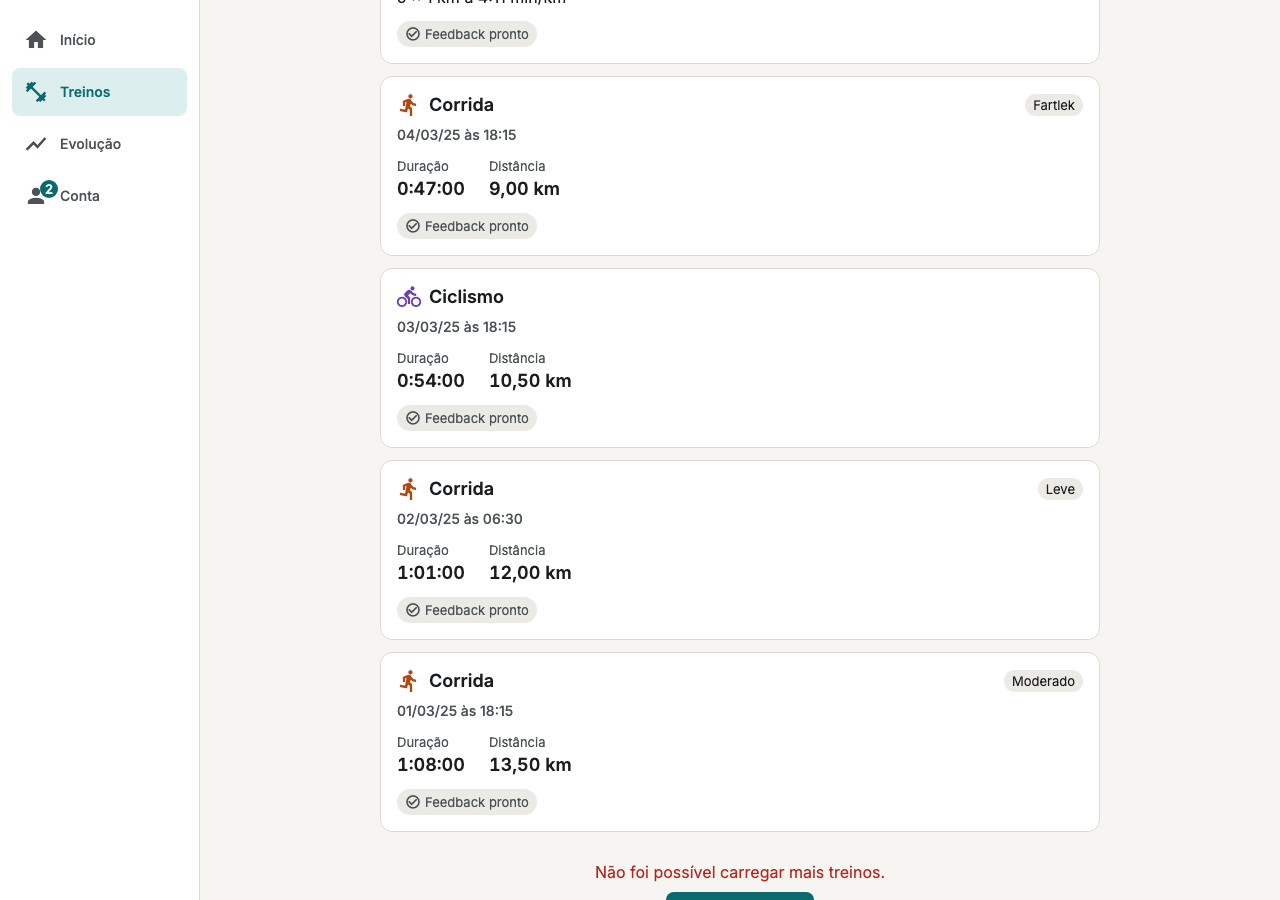 Início
Treinos
Evolução
2
Conta
Feedback pronto
Corrida
Fartlek
04/03/25 às 18:15
Duração Distância
0:47:00 9,00 km
Feedback pronto
Ciclismo
03/03/25 às 18:15
Duração Distância
0:54:00 10,50 km
Feedback pronto
Corrida
Leve
02/03/25 às 06:30
Duração Distância
1:01:00 12,00 km
Feedback pronto
Corrida
Moderado
01/03/25 às 18:15
Duração Distância
1:08:00 13,50 km
Feedback pronto
Não foi possível carregar mais treinos.